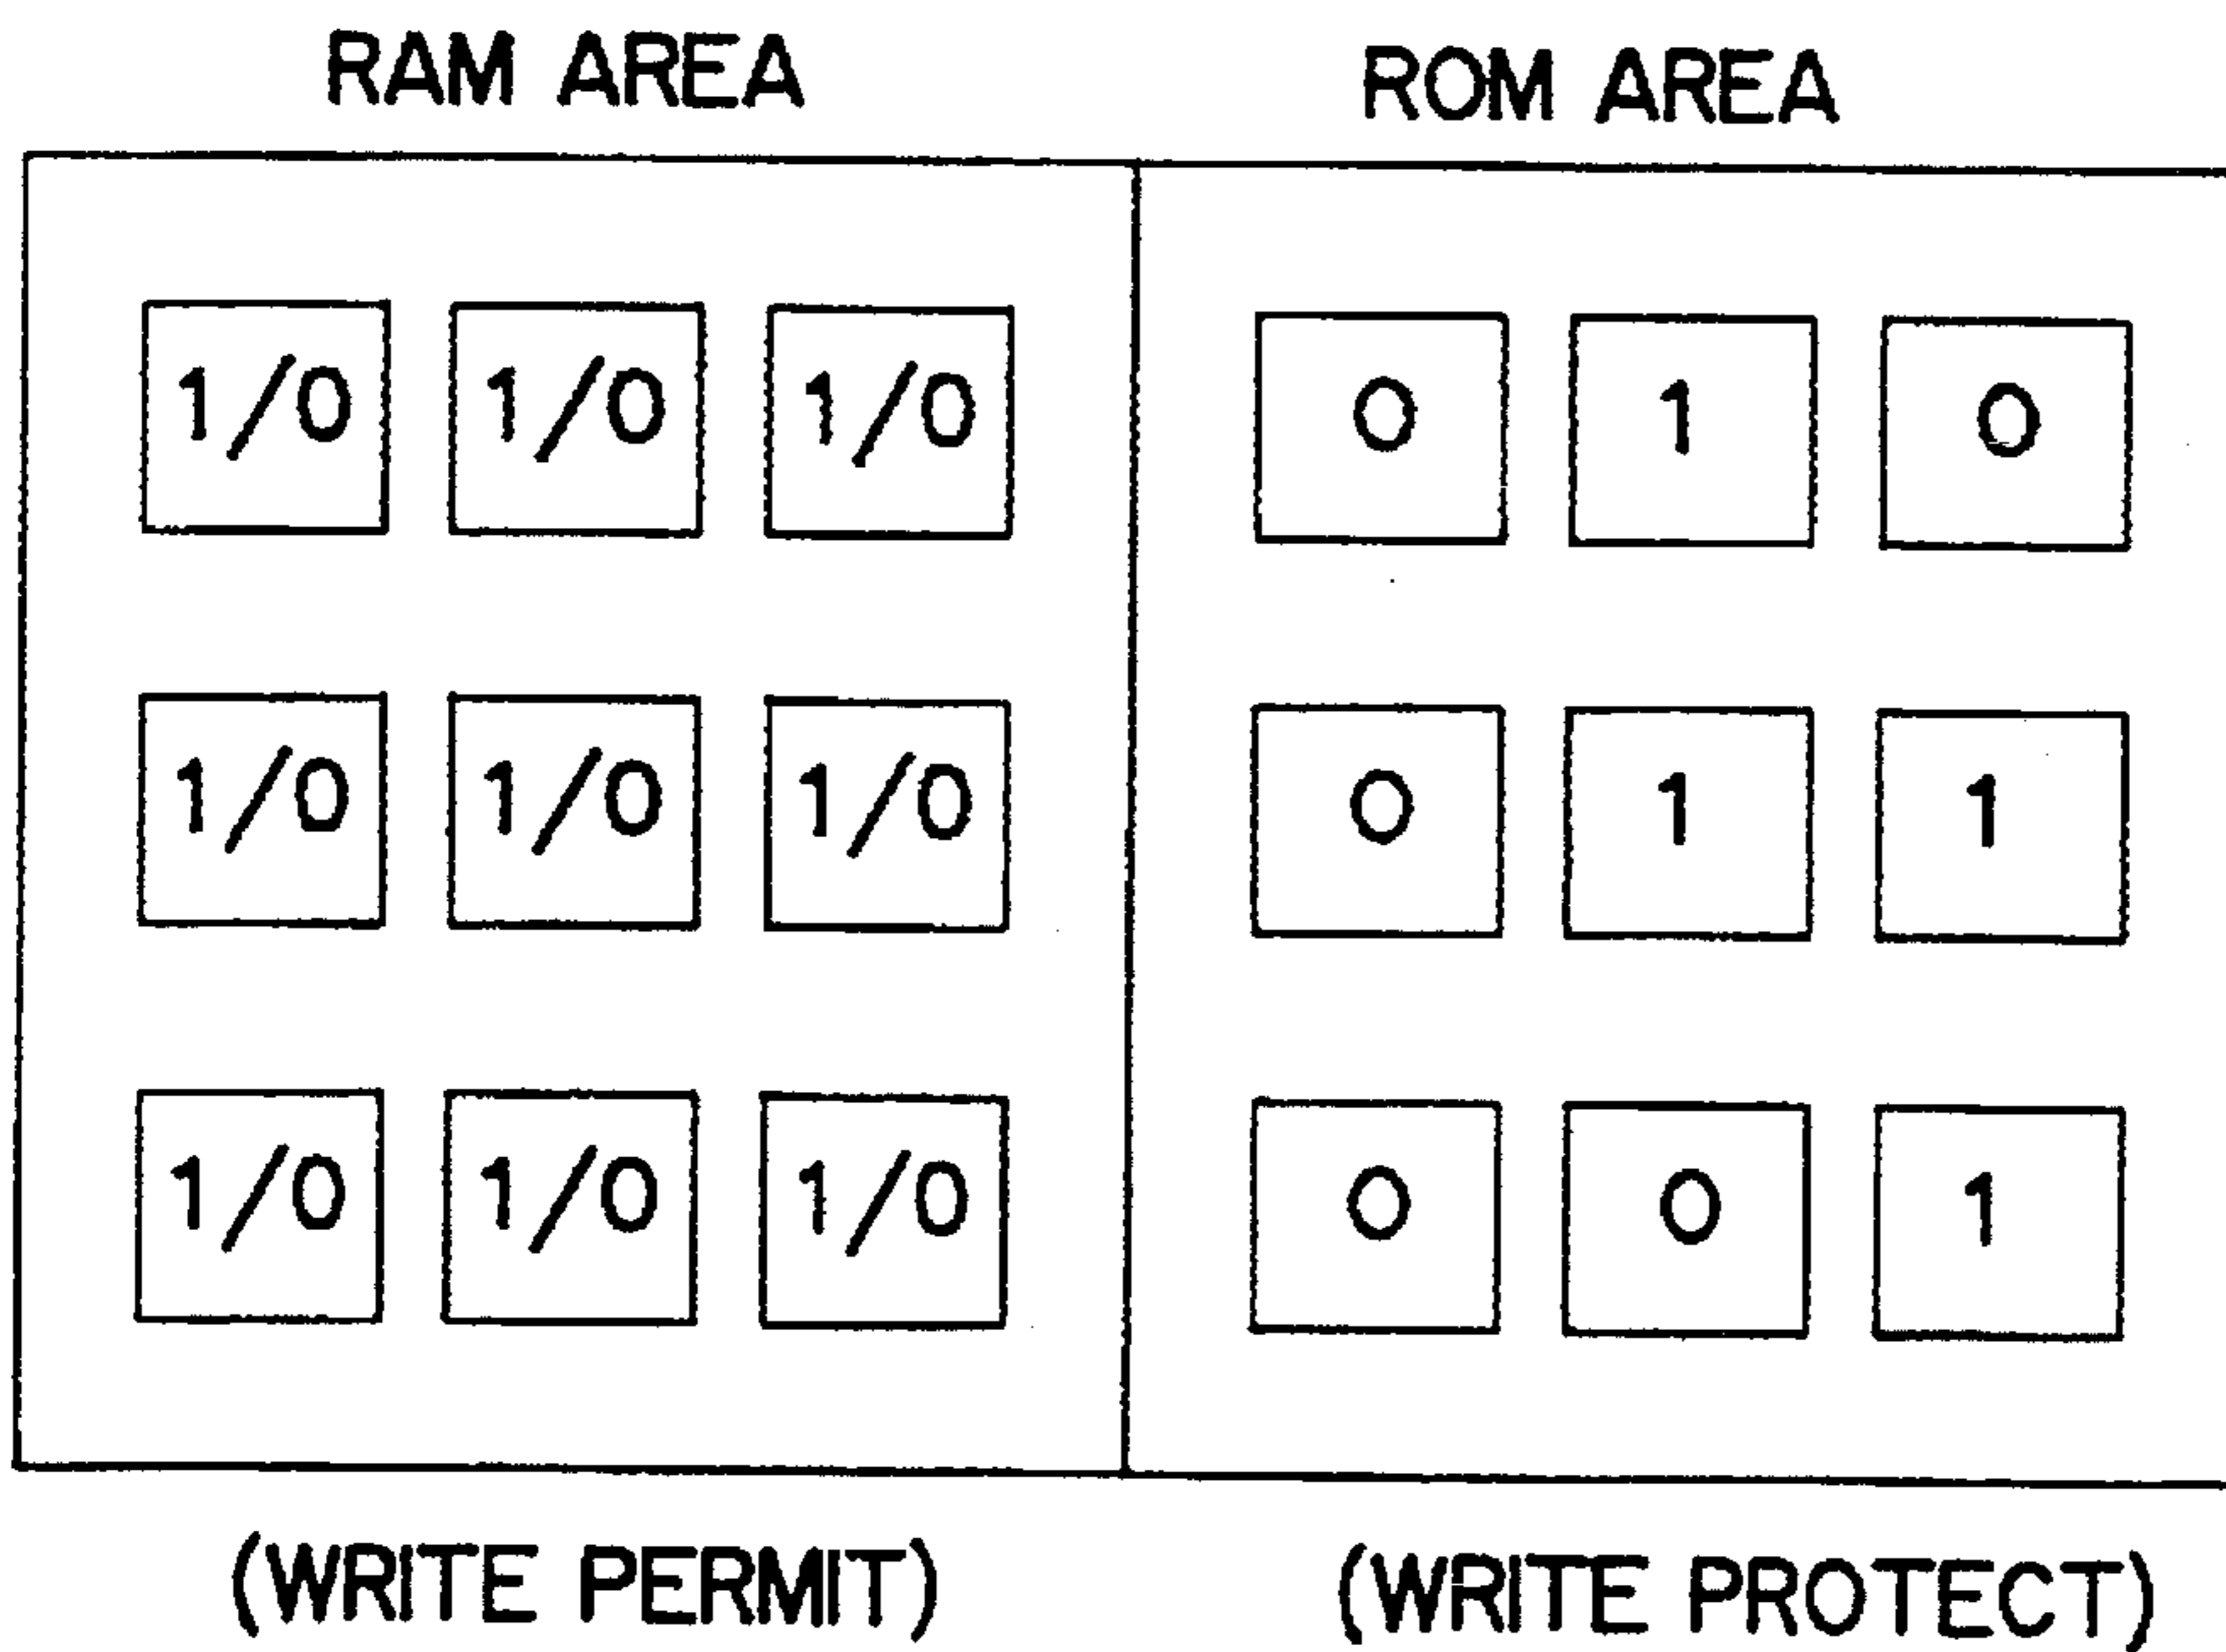 RAM AREA ROM AREA
1/0 1/0 1/0 0 1 0
1/0 1/0 1/0 0 1 1
1/0 1/0 1/0 0 0 1
(WRITE PERMIT) (WRITE PROTECT)